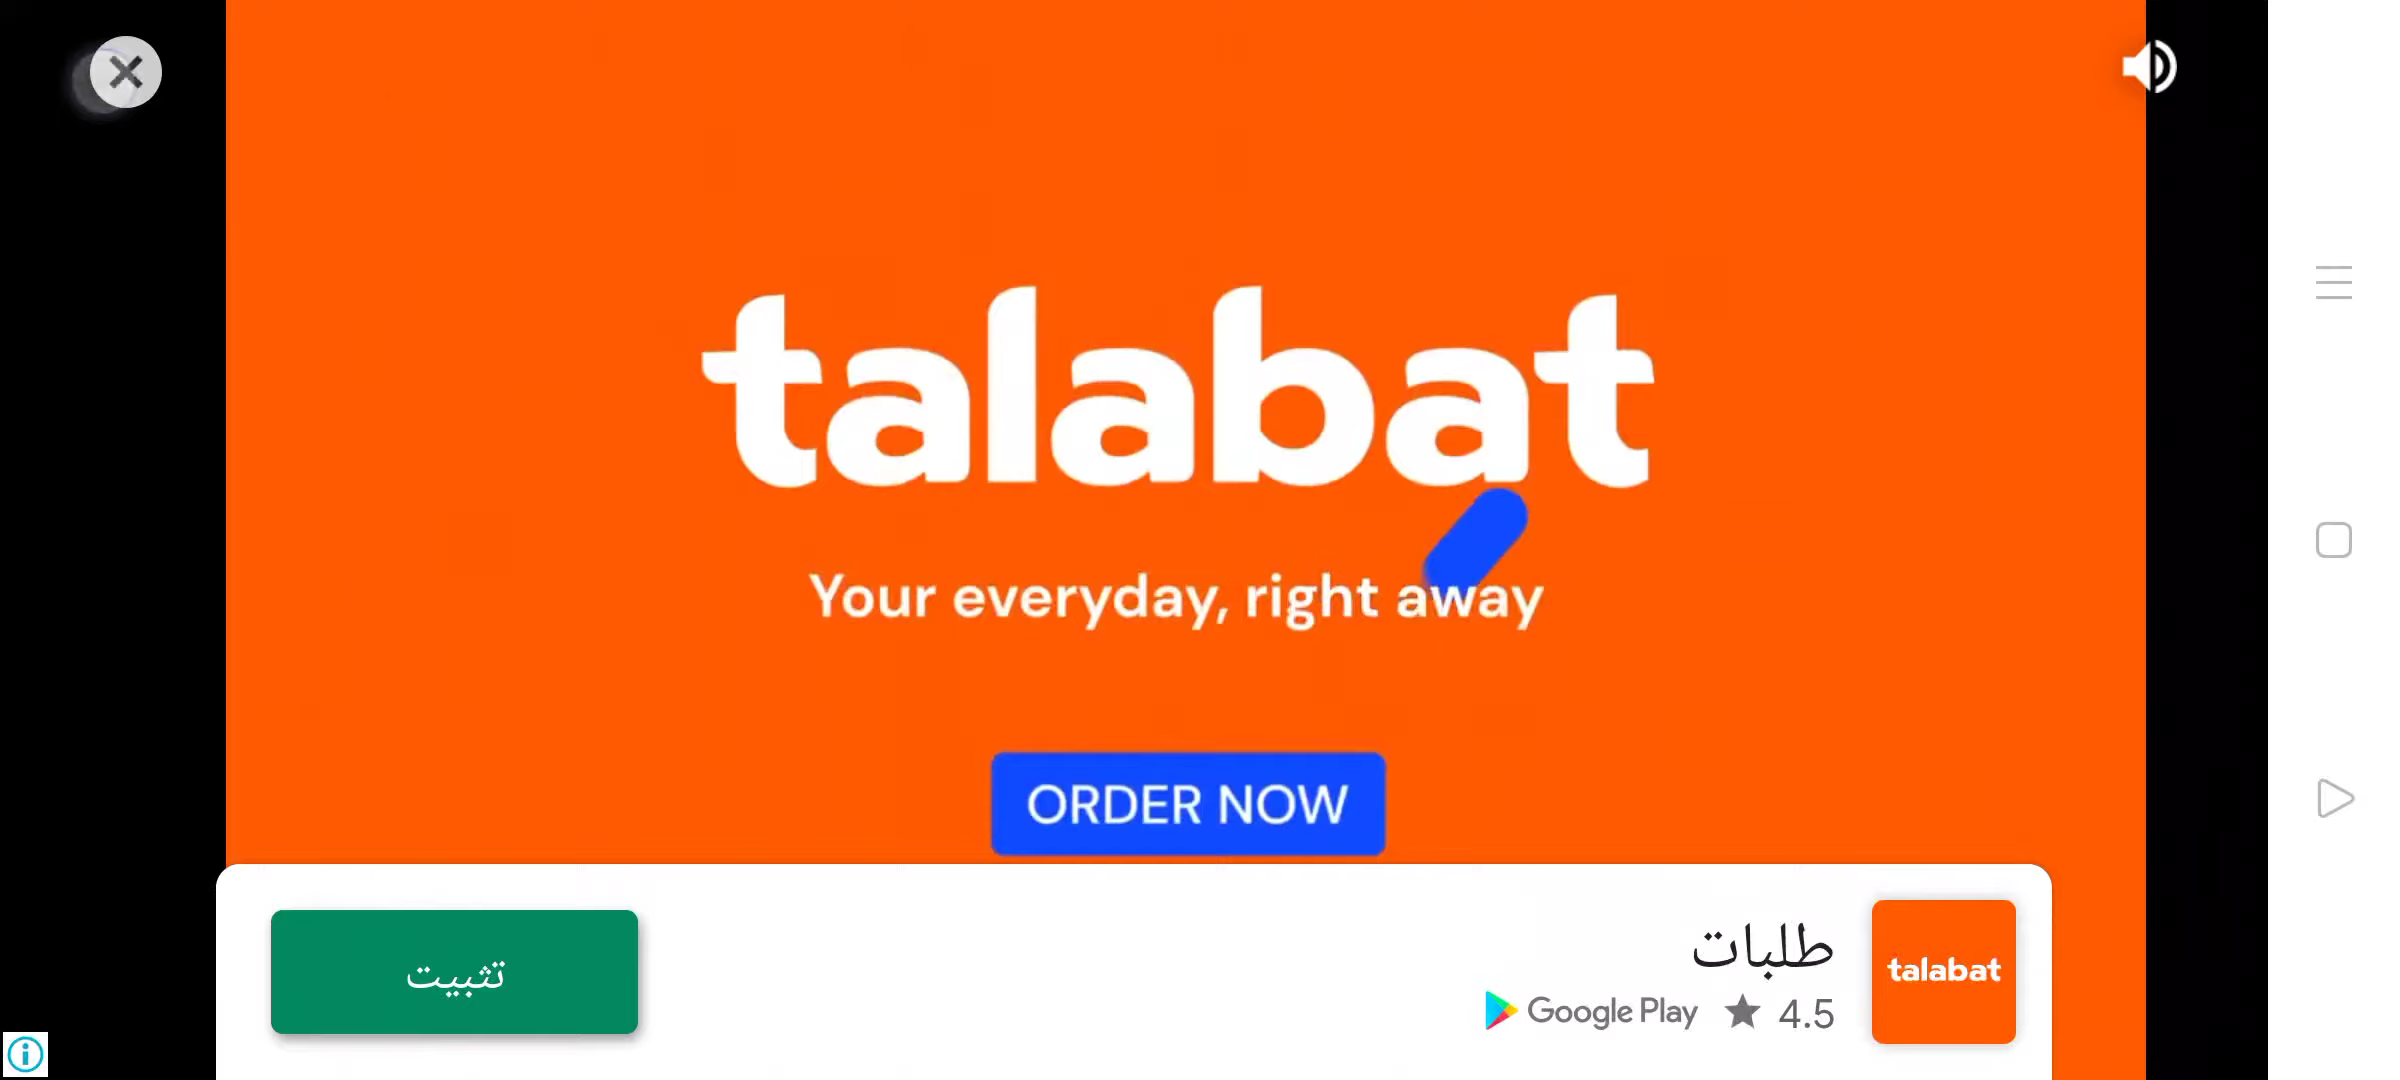 talabat
Your everyday, right away
ORDER NOW
طلبات
4.5 ★ Google Play
talabat
تثبيت